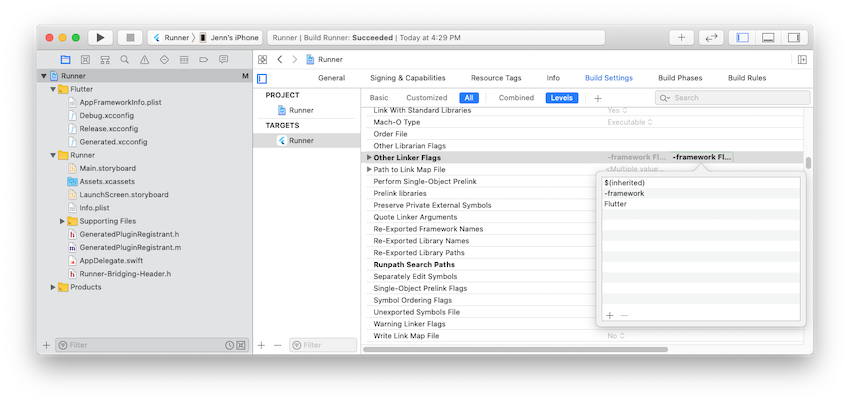 Runner
Jenn's iPhone
Runner | Build Runner: Succeeded | Today at 4:29 PM
Runner
M
Flutter
AppFrameworkInfo.plist
Debug.xcconfig
Release.xcconfig
Generated.xcconfig
Runner
Main.storyboard
Assets.xcassets
LaunchScreen.storyboard
Info.plist
Supporting Files
GeneratedPluginRegistrant.h
GeneratedPluginRegistrant.m
AppDelegate.swift
Runner-Bridging-Header.h
Products
Filter
Runner
General Signing & Capabilities Resource Tags Info Build Settings Build Phases Build Rules
PROJECT
Runner
TARGETS
Runner
Filter
Basic Customized All Combined Levels Search
Link With Standard Libraries Yes
Mach-O Type Executable
Order File
Other Librarian Flags
Other Linker Flags -framework Fl... -framework Fl...
Path to Link Map File <Multiple value...
Perform Single-Object Prelink
Prelink libraries
Preserve Private External Symbols
Quote Linker Arguments
Re-Exported Framework Names
Re-Exported Library Names
Re-Exported Library Paths
Runpath Search Paths
Separately Edit Symbols
Single-Object Prelink Flags
Symbol Ordering Flags
Unexported Symbols File
Warning Linker Flags
Write Link Map File No
$(inherited)
-framework
Flutter